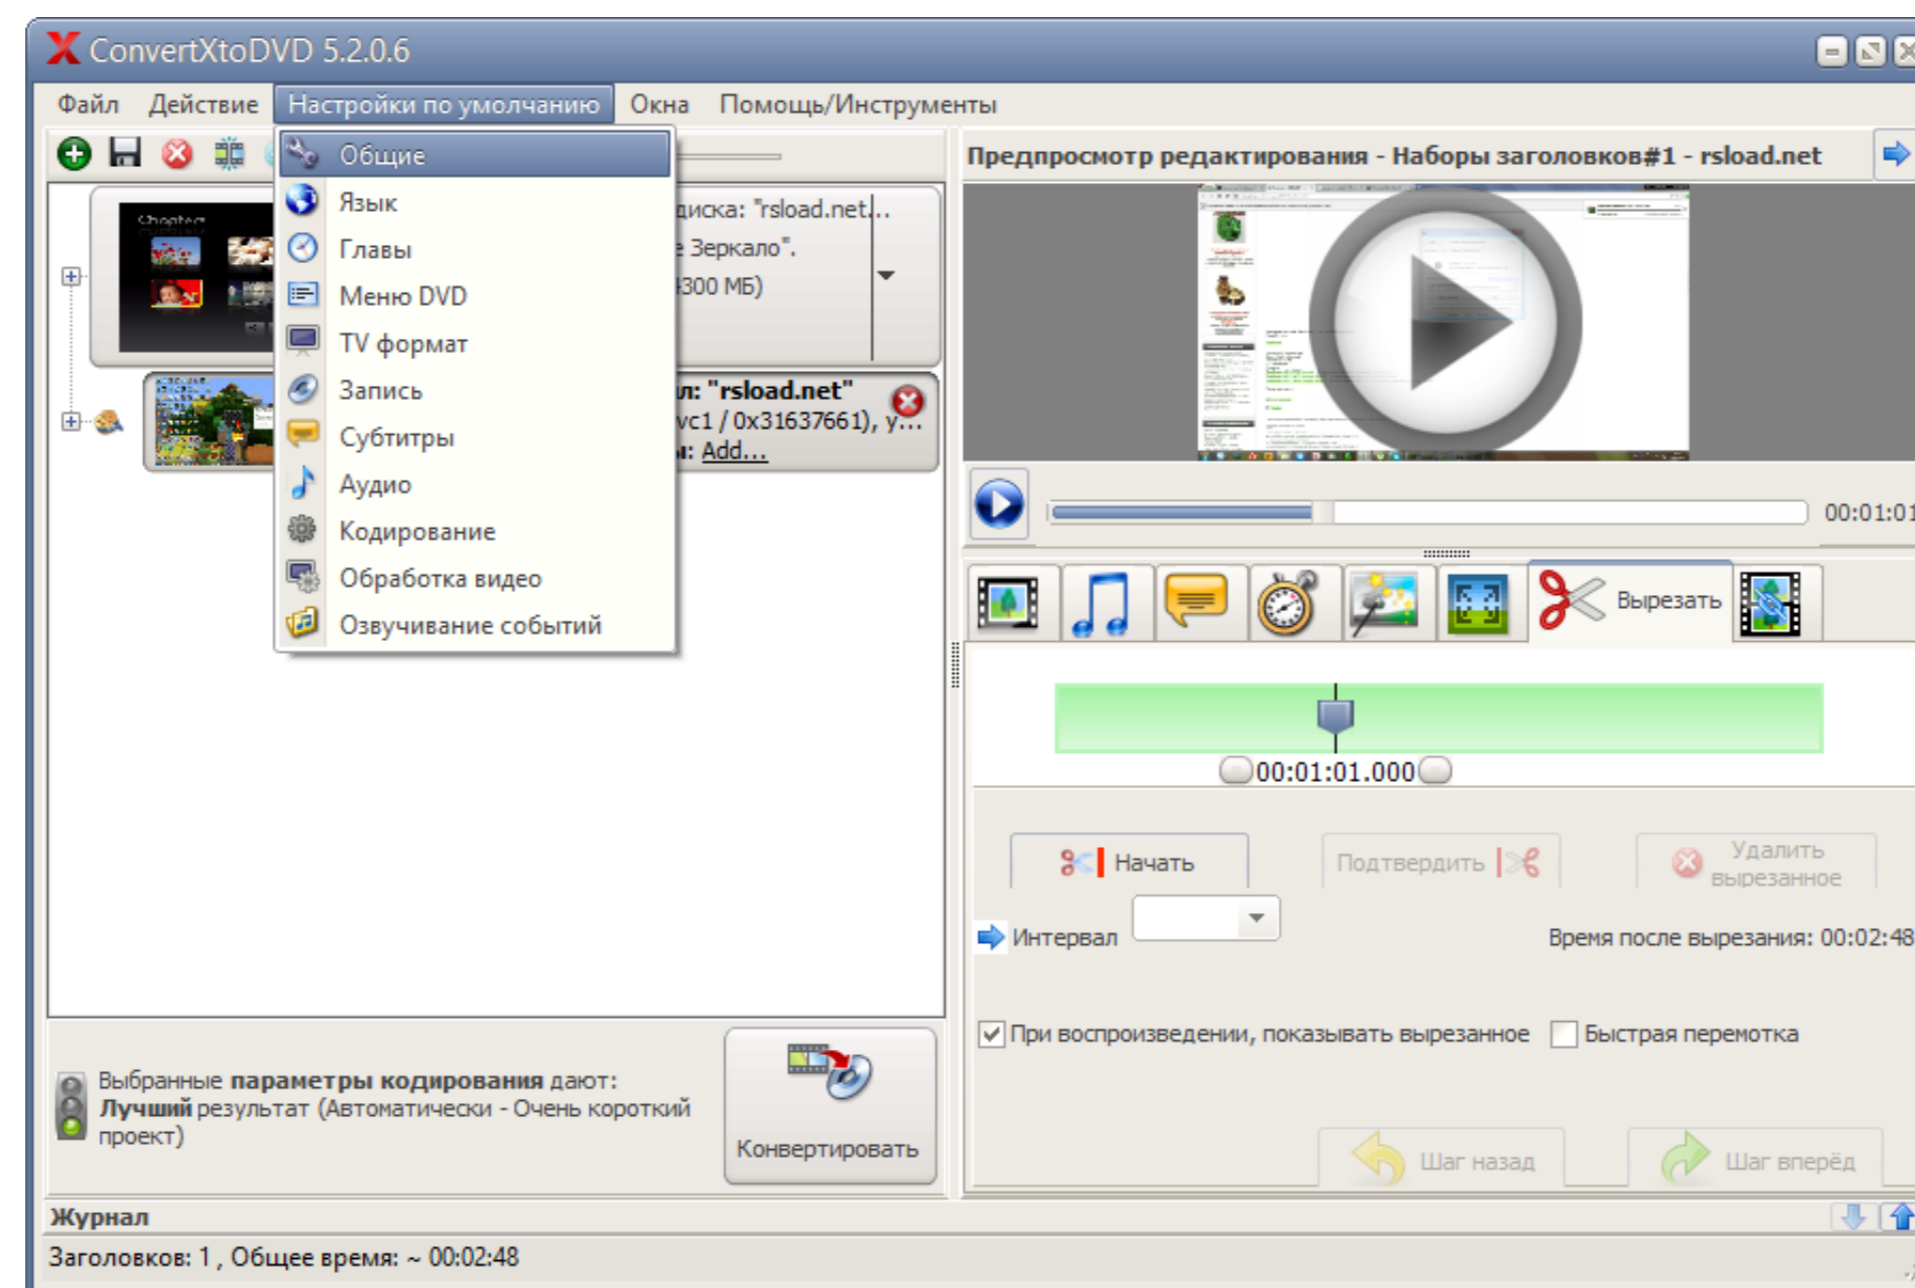 ConvertXtoDVD 5.2.0.6
Файл Действие Настройки по умолчанию Окна Помощь/Инструменты
Общие
Язык
Главы
Меню DVD
TV формат
Запись
Субтитры
Аудио
Кодирование
Обработка видео
Озвучивание событий
диска: "rsload.net...
е Зеркало".
4300 МБ)
л: "rsload.net"
vc1 / 0x31637661), y...
ы: Add...
Предпросмотр редактирования - Наборы заголовков#1 - rsload.net
00:01:01
Вырезать
00:01:01.000
Начать
Подтвердить
Удалить
вырезанное
Интервал
Время после вырезания: 00:02:48
При воспроизведении, показывать вырезанное
Быстрая перемотка
Шаг назад
Шаг вперёд
Выбранные параметры кодирования дают:
Лучший результат (Автоматически - Очень короткий
проект)
Конвертировать
Журнал
Заголовков: 1 , Общее время: ~ 00:02:48